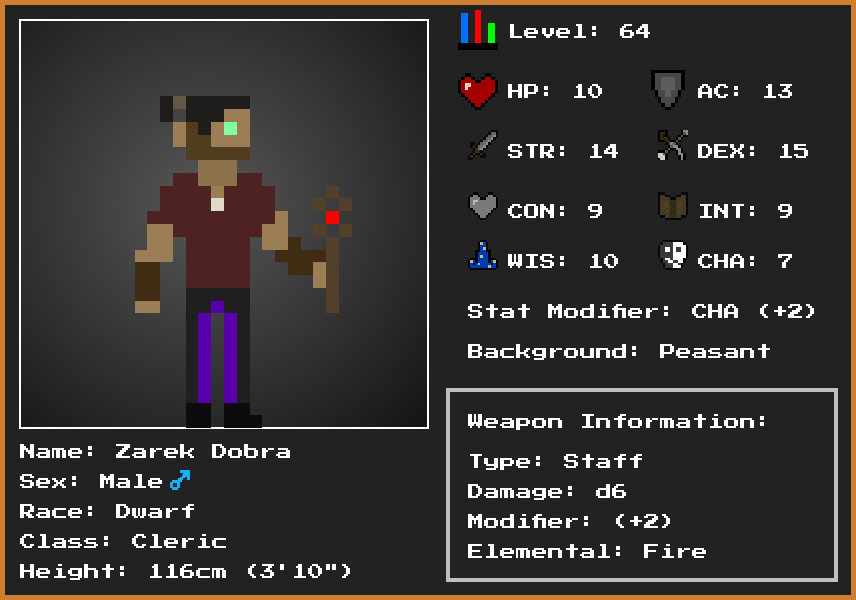 Level: 64
HP: 10 AC: 13
STR: 14 DEX: 15
CON: 9 INT: 9
WIS: 10 CHA: 7
Stat Modifier: CHA (+2)
Background: Peasant
Weapon Information:
Type: Staff
Damage: d6
Modifier: (+2)
Elemental: Fire
Name: Zarek Dobra
Sex: Male ♂
Race: Dwarf
Class: Cleric
Height: 116cm (3'10")